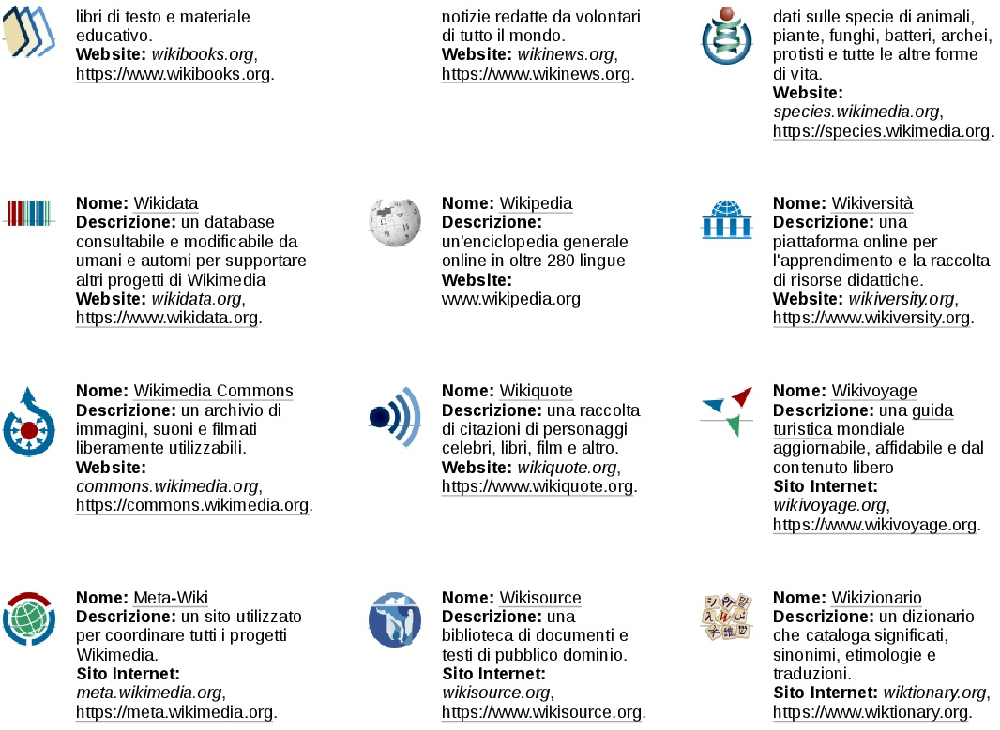 libri di testo e materiale
educativo.
Website: wikibooks.org,
https://www.wikibooks.org.
notizie redatte da volontari
di tutto il mondo.
Website: wikinews.org,
https://www.wikinews.org.
dati sulle specie di animali,
piante, funghi, batteri, archei,
protisti e tutte le altre forme
di vita.
Website:
species.wikimedia.org,
https://species.wikimedia.org.
Nome: Wikidata
Descrizione: un database
consultabile e modificabile da
umani e automi per supportare
altri progetti di Wikimedia
Website: wikidata.org,
https://www.wikidata.org.
Nome: Wikipedia
Descrizione:
un'enciclopedia generale
online in oltre 280 lingue
Website:
www.wikipedia.org
Nome: Wikiversità
Descrizione: una
piattaforma online per
l'apprendimento e la raccolta
di risorse didattiche.
Website: wikiversity.org,
https://www.wikiversity.org.
Nome: Wikimedia Commons
Descrizione: un archivio di
immagini, suoni e filmati
liberamente utilizzabili.
Website:
commons.wikimedia.org,
https://commons.wikimedia.org.
Nome: Wikiquote
Descrizione: una raccolta
di citazioni di personaggi
celebri, libri, film e altro.
Website: wikiquote.org,
https://www.wikiquote.org.
Nome: Wikivoyage
Descrizione: una guida
turistica mondiale
aggiornabile, affidabile e dal
contenuto libero
Sito Internet:
wikivoyage.org,
https://www.wikivoyage.org.
Nome: Meta-Wiki
Descrizione: un sito utilizzato
per coordinare tutti i progetti
Wikimedia.
Sito Internet:
meta.wikimedia.org,
https://meta.wikimedia.org.
Nome: Wikisource
Descrizione: una
biblioteca di documenti e
testi di pubblico dominio.
Sito Internet:
wikisource.org,
https://www.wikisource.org.
Nome: Wikizionario
Descrizione: un dizionario
che cataloga significati,
sinonimi, etimologie e
traduzioni.
Sito Internet: wiktionary.org,
https://www.wiktionary.org.